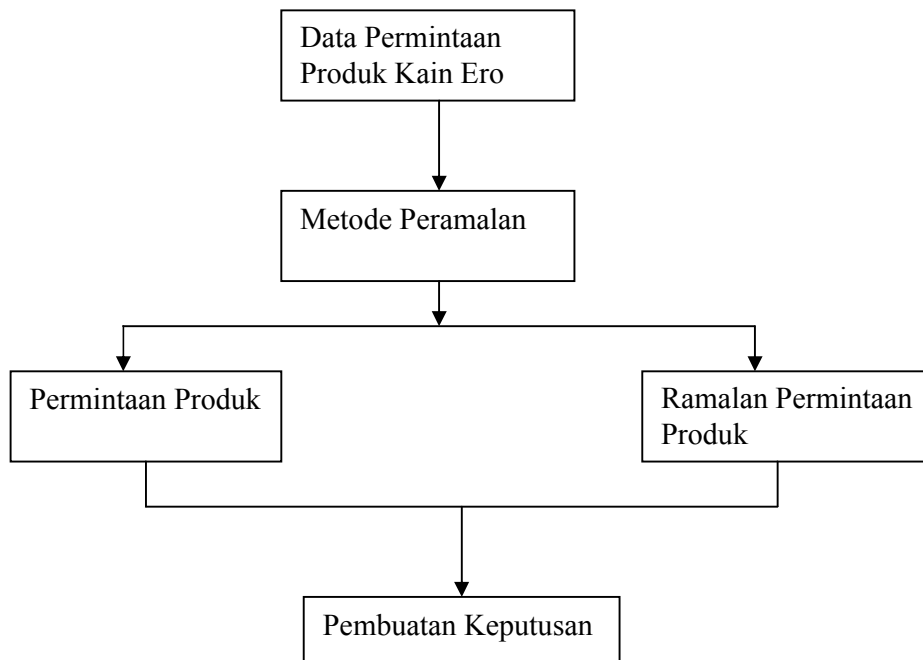 Data Permintaan
Produk Kain Ero
Metode Peramalan
Permintaan Produk
Ramalan Permintaan
Produk
Pembuatan Keputusan